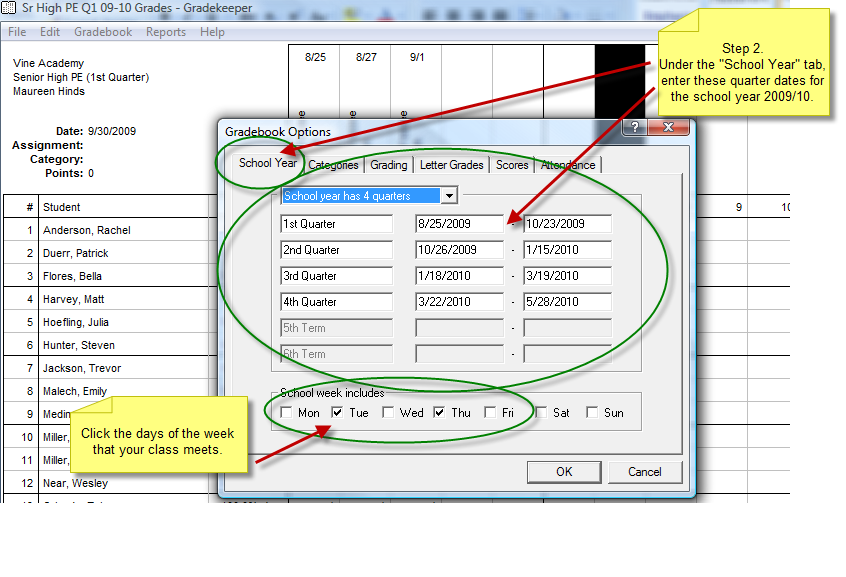 Sr High PE Q1 09-10 Grades - Gradekeeper
File Edit Gradebook Reports Help
Vine Academy
Senior High PE (1st Quarter)
Maureen Hinds
8/25 8/27 9/1
Date: 9/30/2009
Assignment:
Category:
Points: 0
# Student 9 10
1 Anderson, Rachel
2 Duerr, Patrick
3 Flores, Bella
4 Harvey, Matt
5 Hoefling, Julia
6 Hunter, Steven
7 Jackson, Trevor
8 Malech, Emily
9
10 Miller,
11 Miller,
12 Near, Wesley
Step 2.
Under the "School Year" tab,
enter these quarter dates for
the school year 2009/10.
Gradebook Options
?
School Year Categories Grading Letter Grades Scores Attendance
School year has 4 quarters
1st Quarter 8/25/2009 - 10/23/2009
2nd Quarter 10/26/2009 - 1/15/2010
3rd Quarter 1/18/2010 - 3/19/2010
4th Quarter 3/22/2010 - 5/28/2010
5th Term -
6th Term -
School week includes
Mon Tue Wed Thu Fri Sat Sun
OK Cancel
Click the days of the week
that your class meets.